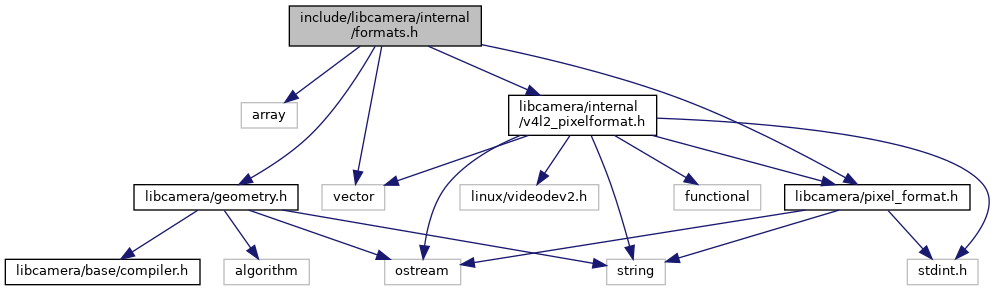 include/libcamera/internal
/formats.h
array
libcamera/internal
/v4l2_pixelformat.h
libcamera/geometry.h
vector
linux/videodev2.h
functional
libcamera/pixel_format.h
libcamera/base/compiler.h
algorithm
ostream
string
stdint.h